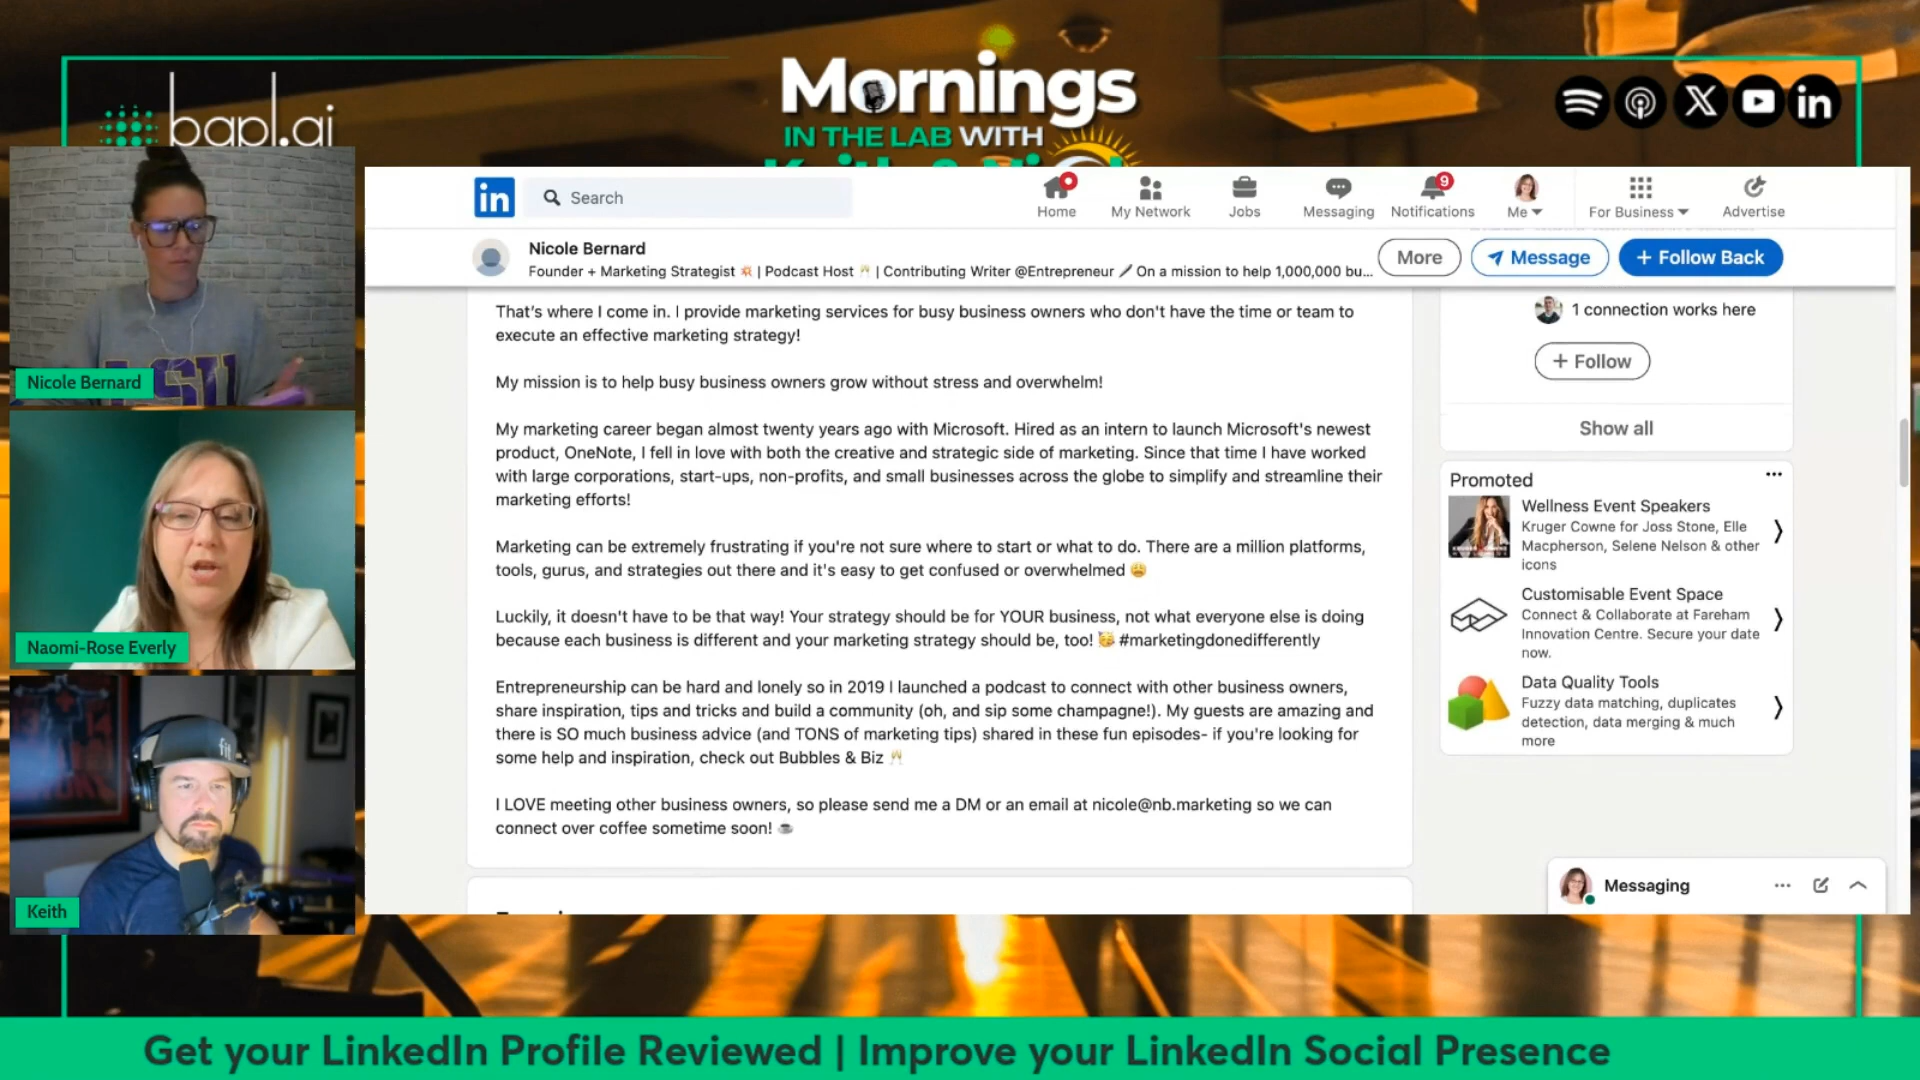 bapl.ai
Mornings
IN THE LAB WITH
Nicole Bernard
Naomi-Rose Everly
fit
Keith
in
Search
Home
My Network
Jobs
Messaging
9
Notifications
Me
For Business
Advertise
Nicole Bernard
Founder + Marketing Strategist 💥 | Podcast Host 🥂 | Contributing Writer @Entrepreneur 🖊 On a mission to help 1,000,000 bu...
More
Message
+ Follow Back
That's where I come in. I provide marketing services for busy business owners who don't have the time or team to
execute an effective marketing strategy!
My mission is to help busy business owners grow without stress and overwhelm!
My marketing career began almost twenty years ago with Microsoft. Hired as an intern to launch Microsoft's newest
product, OneNote, I fell in love with both the creative and strategic side of marketing. Since that time I have worked
with large corporations, start-ups, non-profits, and small businesses across the globe to simplify and streamline their
marketing efforts!
Marketing can be extremely frustrating if you're not sure where to start or what to do. There are a million platforms,
tools, gurus, and strategies out there and it's easy to get confused or overwhelmed 😩
Luckily, it doesn't have to be that way! Your strategy should be for YOUR business, not what everyone else is doing
because each business is different and your marketing strategy should be, too! 🥳 #marketingdonedifferently
Entrepreneurship can be hard and lonely so in 2019 I launched a podcast to connect with other business owners,
share inspiration, tips and tricks and build a community (oh, and sip some champagne!). My guests are amazing and
there is SO much business advice (and TONS of marketing tips) shared in these fun episodes- if you're looking for
some help and inspiration, check out Bubbles & Biz 🥂
I LOVE meeting other business owners, so please send me a DM or an email at nicole@nb.marketing so we can
connect over coffee sometime soon! ☕
1 connection works here
+ Follow
Show all
Promoted
Wellness Event Speakers
Kruger Cowne for Joss Stone, Elle
Macpherson, Selene Nelson & other
icons
Customisable Event Space
Connect & Collaborate at Fareham
Innovation Centre. Secure your date
now.
Data Quality Tools
Fuzzy data matching, duplicates
detection, data merging & much
more
Messaging
Get your LinkedIn Profile Reviewed | Improve your LinkedIn Social Presence